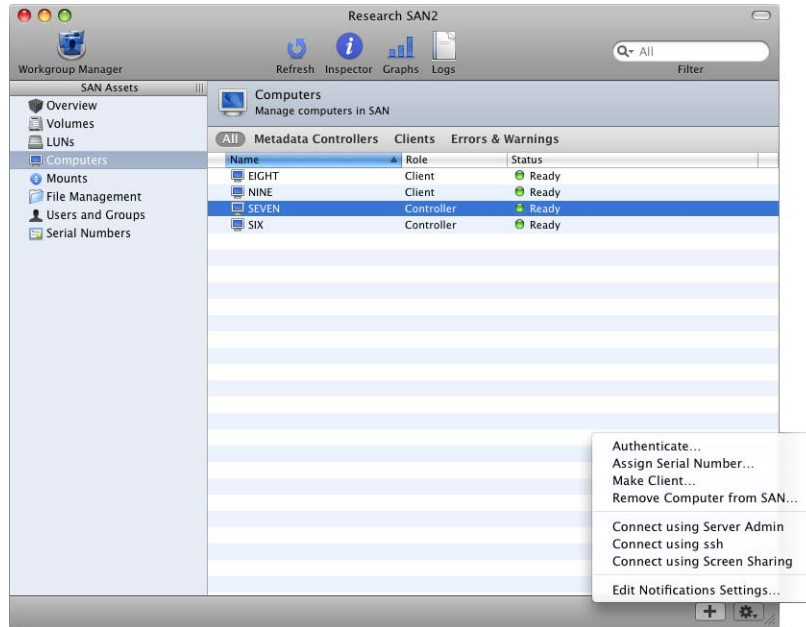 Research SAN2
Workgroup Manager
Refresh Inspector Graphs Logs
All
Filter
SAN Assets
Overview
Volumes
LUNs
Computers
Mounts
File Management
Users and Groups
Serial Numbers
Computers
Manage computers in SAN
All Metadata Controllers Clients Errors & Warnings
Name Role Status
EIGHT Client Ready
NINE Client Ready
SEVEN Controller Ready
SIX Controller Ready
Authenticate...
Assign Serial Number...
Make Client...
Remove Computer from SAN...
Connect using Server Admin
Connect using ssh
Connect using Screen Sharing
Edit Notifications Settings...